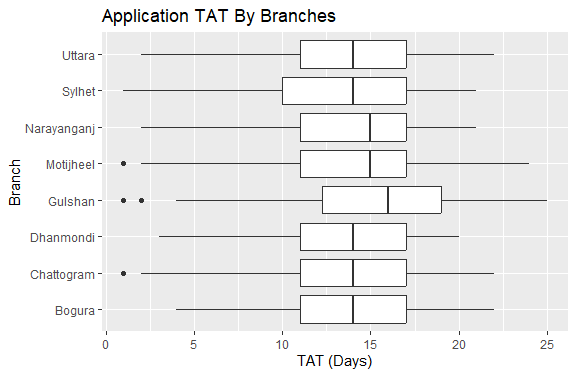 Application TAT By Branches
Branch
Uttara
Sylhet
Narayanganj
Motijheel
Gulshan
Dhanmondi
Chattogram
Bogura
0 5 10 15 20 25
TAT (Days)